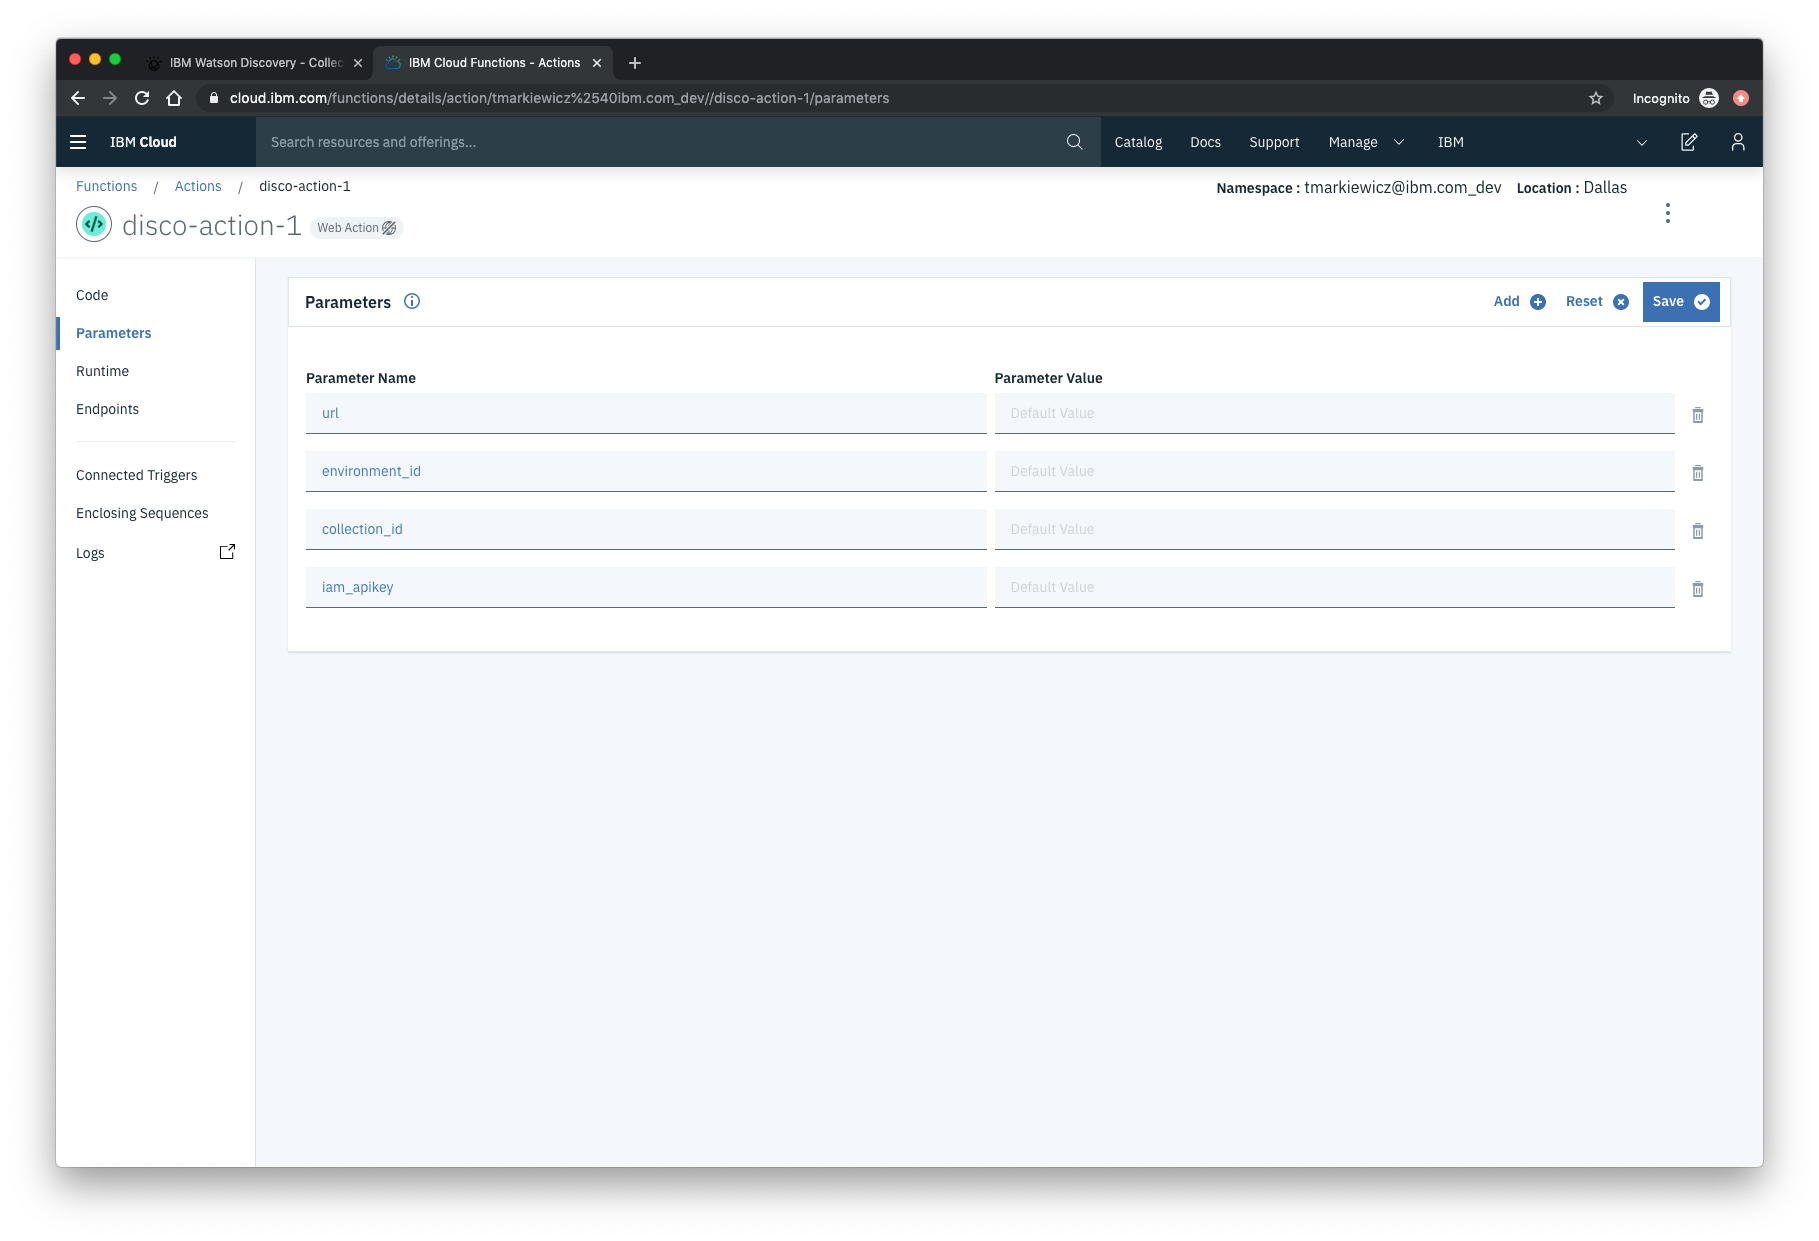 IBM Watson Discovery - Collec
IBM Cloud Functions - Actions
cloud.ibm.com/functions/details/action/tmarkiewicz%2540ibm.com_dev//disco-action-1/parameters
Incognito
IBM Cloud
Search resources and offerings...
Catalog
Docs
Support
Manage
IBM
Functions / Actions / disco-action-1
Namespace : tmarkiewicz@ibm.com_dev Location : Dallas
disco-action-1
Web Action
Code
Parameters
Runtime
Endpoints
Connected Triggers
Enclosing Sequences
Logs
Parameters
Add
Reset
Save
Parameter Name
Parameter Value
url
Default Value
environment_id
Default Value
collection_id
Default Value
iam_apikey
Default Value